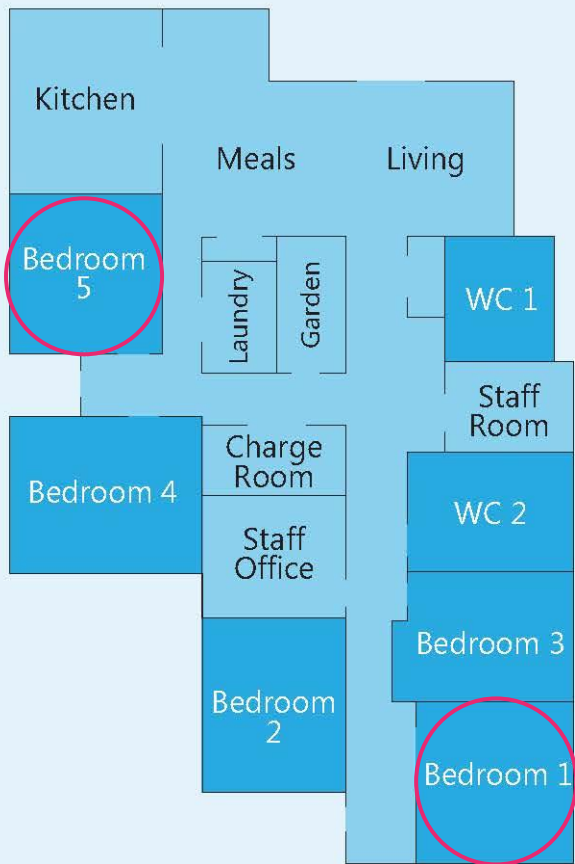 Kitchen
Meals
Living
Bedroom
5
Laundry
Garden
WC 1
Staff
Room
Charge
Room
Bedroom 4
WC 2
Staff
Office
Bedroom 3
Bedroom
2
Bedroom 1